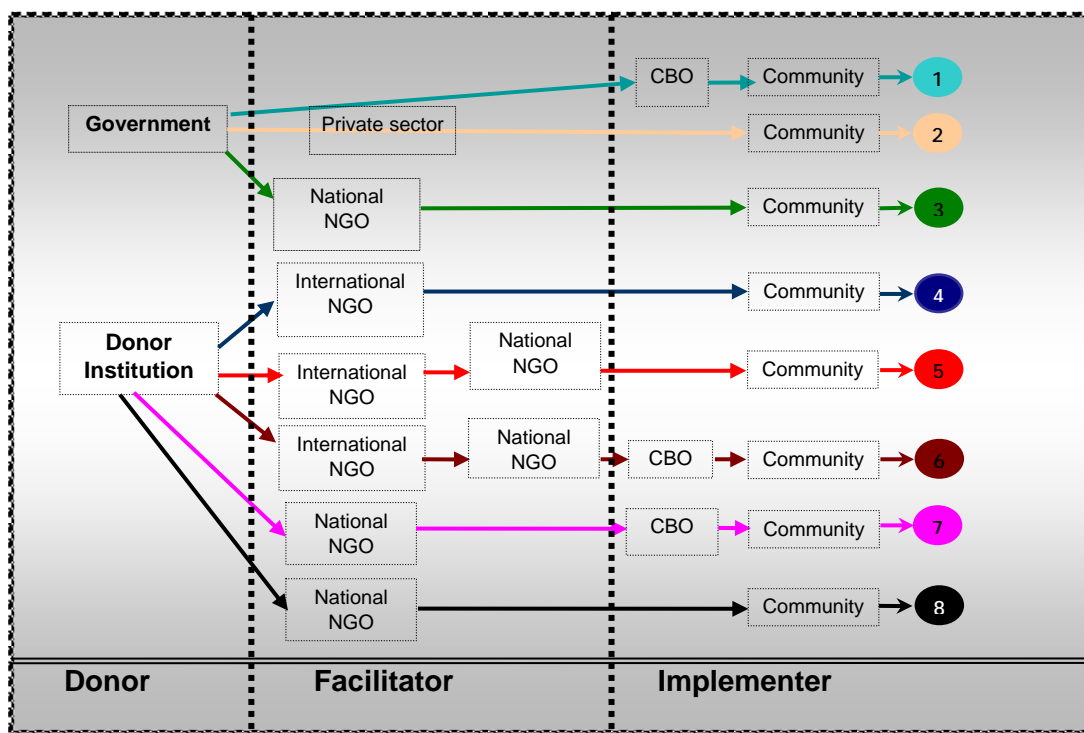 CBO
Community
1
Government
Private sector
Community
2
National
NGO
Community
3
International
NGO
Community
4
Donor
Institution
International
NGO
National
NGO
Community
5
International
NGO
National
NGO
CBO
Community
6
National
NGO
CBO
Community
7
National
NGO
Community
8
Donor
Facilitator
Implementer